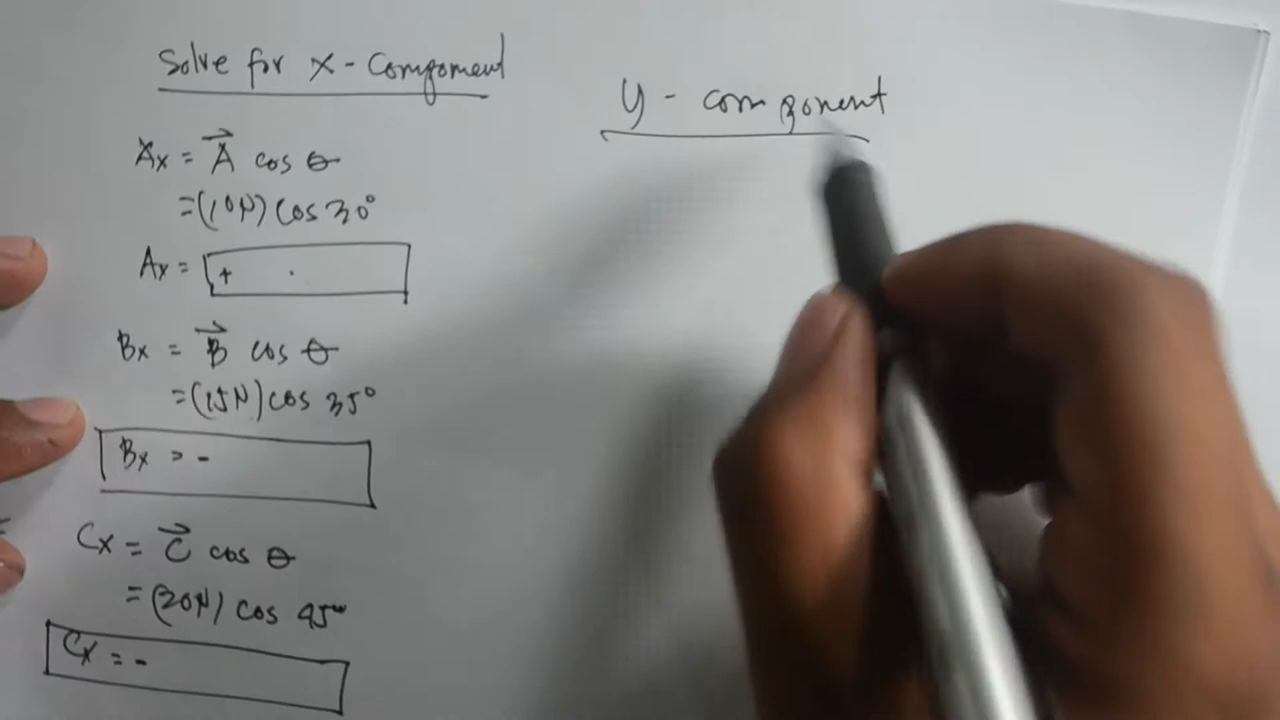 Solve for x-Component
Ax = A cos θ
=(10N) cos 30°
Ax = +
Bx = B cos θ
=(15N) cos 35°
Bx = -
Cx = C cos θ
=(20N) cos 45°
Cx = -
y - component